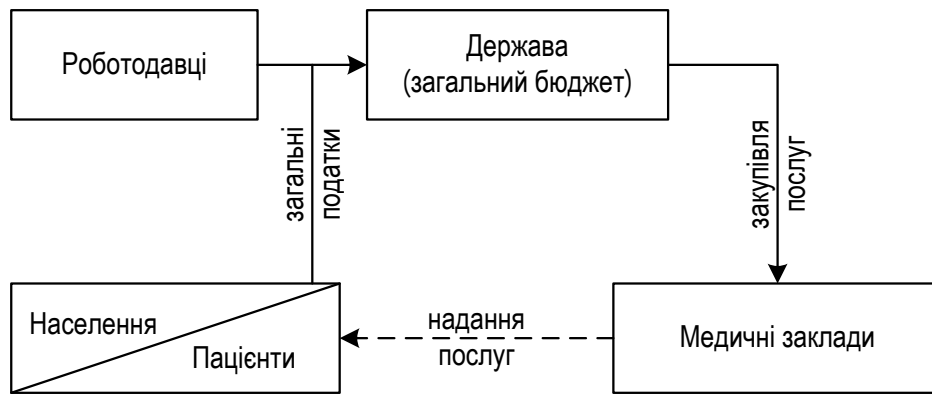 Роботодавці
Держава
(загальний бюджет)
загальні
податки
закупівля
послуг
Населення
Пацієнти
надання
послуг
Медичні заклади